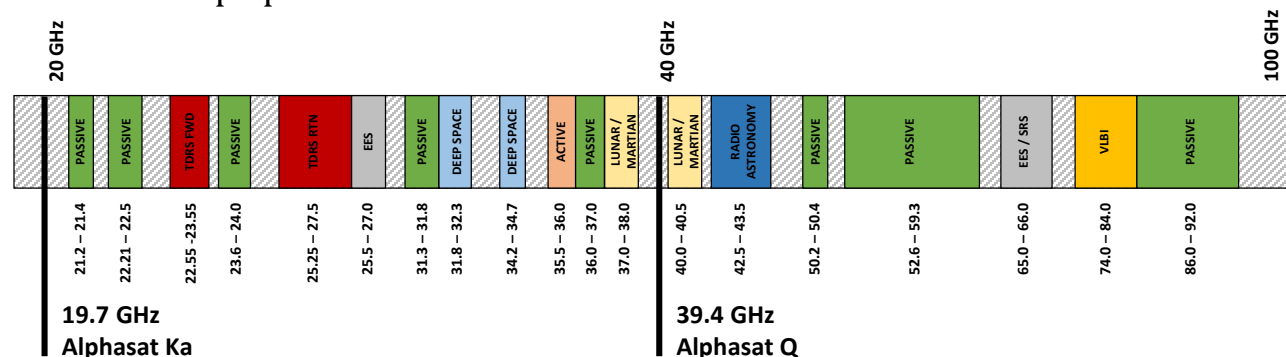 20 GHz
40 GHz
100 GHz
PASSIVE
PASSIVE
TDRS FWD
PASSIVE
TDRS RTN
EES
PASSIVE
DEEP SPACE
DEEP SPACE
ACTIVE
PASSIVE
LUNAR /
MARTIAN
LUNAR /
MARTIAN
RADIO
ASTRONOMY
PASSIVE
PASSIVE
EES / SRS
VLBI
PASSIVE
21.2 – 21.4
22.21 – 22.5
22.55 -23.55
23.6 – 24.0
25.25 – 27.5
25.5 – 27.0
31.3 – 31.8
31.8 – 32.3
34.2 – 34.7
35.5 – 36.0
36.0 – 37.0
37.0 – 38.0
40.0 – 40.5
42.5 – 43.5
50.2 – 50.4
52.6 – 59.3
65.0 – 66.0
74.0 – 84.0
86.0 – 92.0
19.7 GHz
Alphasat Ka
39.4 GHz
Alphasat Q